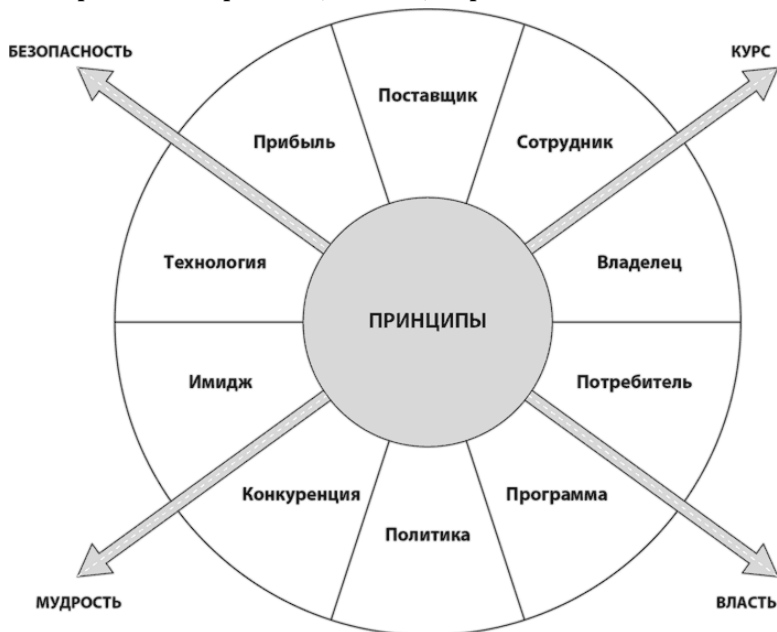 БЕЗОПАСНОСТЬ
КУРС
Поставщик
Прибыль
Сотрудник
Технология
Владелец
ПРИНЦИПЫ
Имидж
Потребитель
Конкуренция
Программа
Политика
МУДРОСТЬ
ВЛАСТЬ